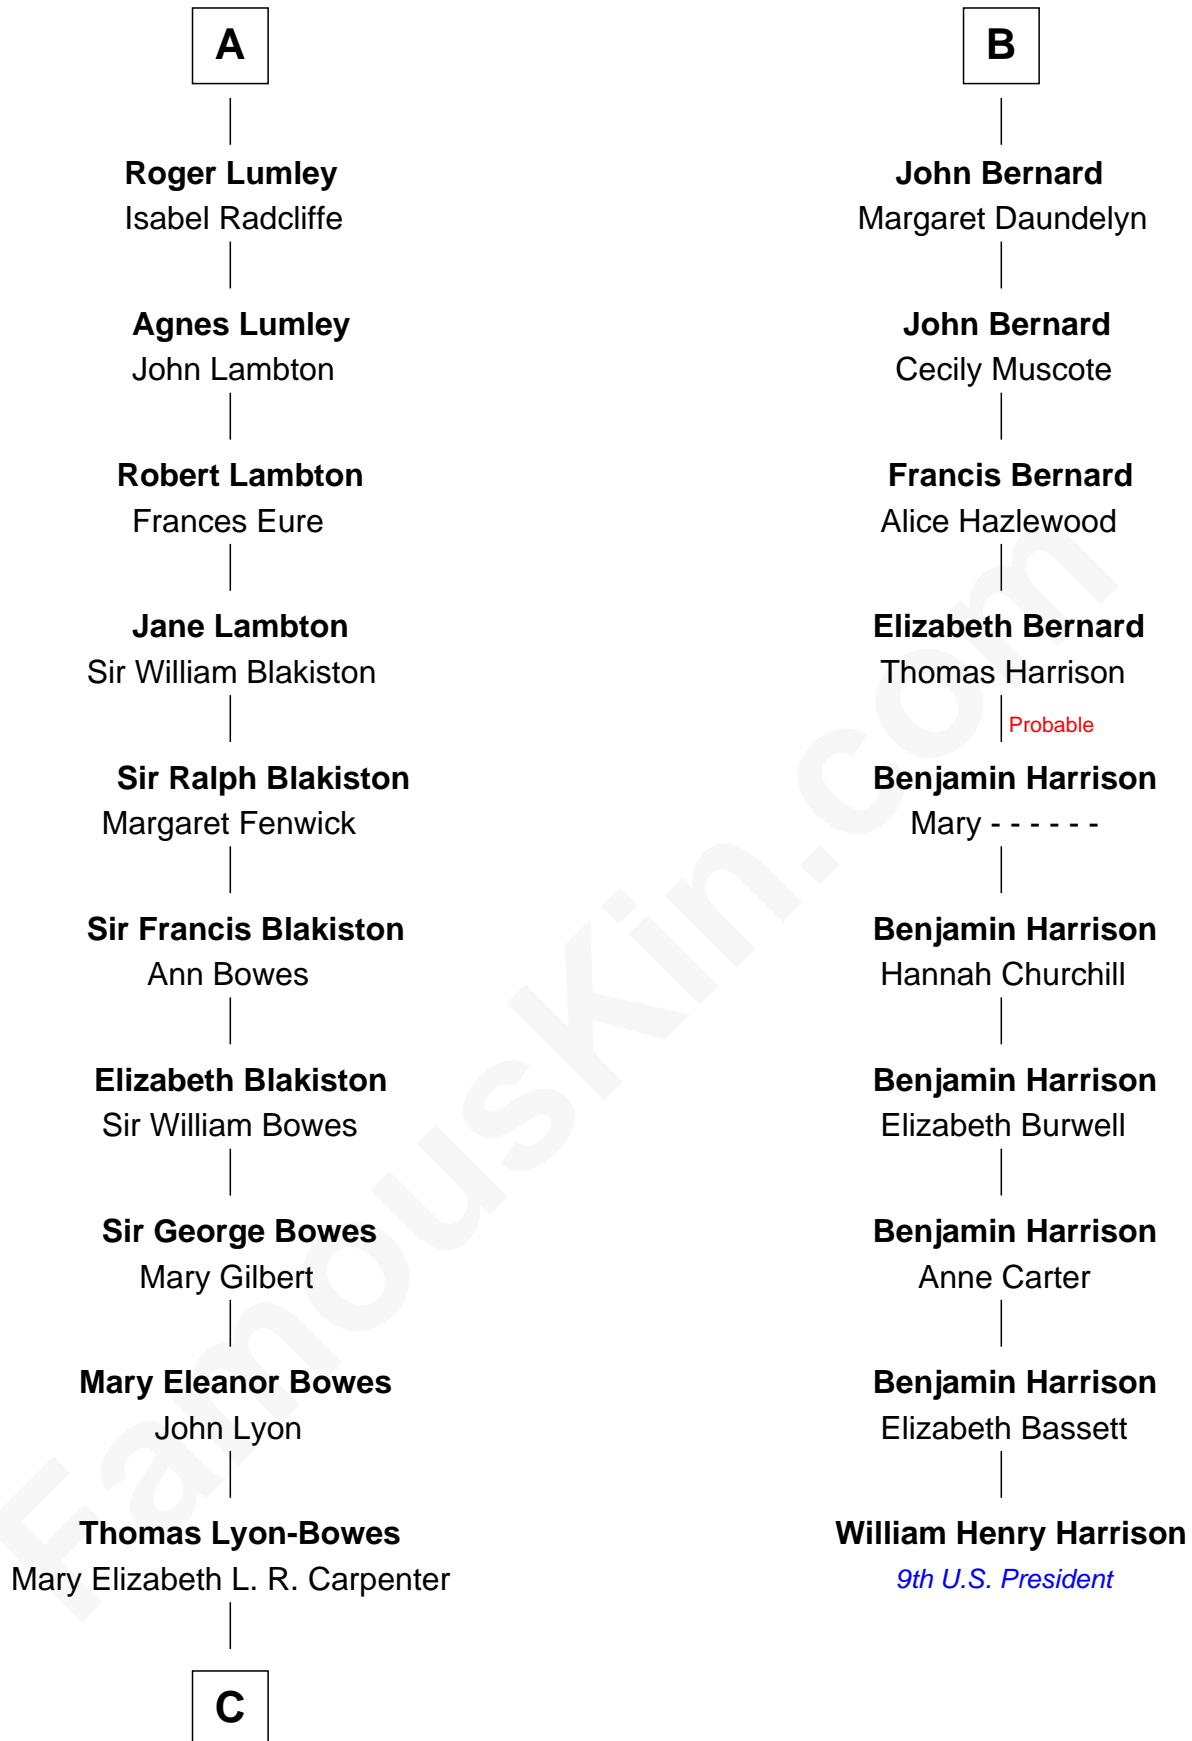 A
Roger Lumley
Isabel Radcliffe
Agnes Lumley
John Lambton
Robert Lambton
Frances Eure
Jane Lambton
Sir William Blakiston
Sir Ralph Blakiston
Margaret Fenwick
Sir Francis Blakiston
Ann Bowes
Elizabeth Blakiston
Sir William Bowes
Sir George Bowes
Mary Gilbert
Mary Eleanor Bowes
John Lyon
Thomas Lyon-Bowes
Mary Elizabeth L. R. Carpenter
C
B
John Bernard
Margaret Daundelyn
John Bernard
Cecily Muscote
Francis Bernard
Alice Hazlewood
Elizabeth Bernard
Thomas Harrison
Probable
Benjamin Harrison
Mary - - - - - -
Benjamin Harrison
Hannah Churchill
Benjamin Harrison
Elizabeth Burwell
Benjamin Harrison
Anne Carter
Benjamin Harrison
Elizabeth Bassett
William Henry Harrison
9th U.S. President
FamousKin.com